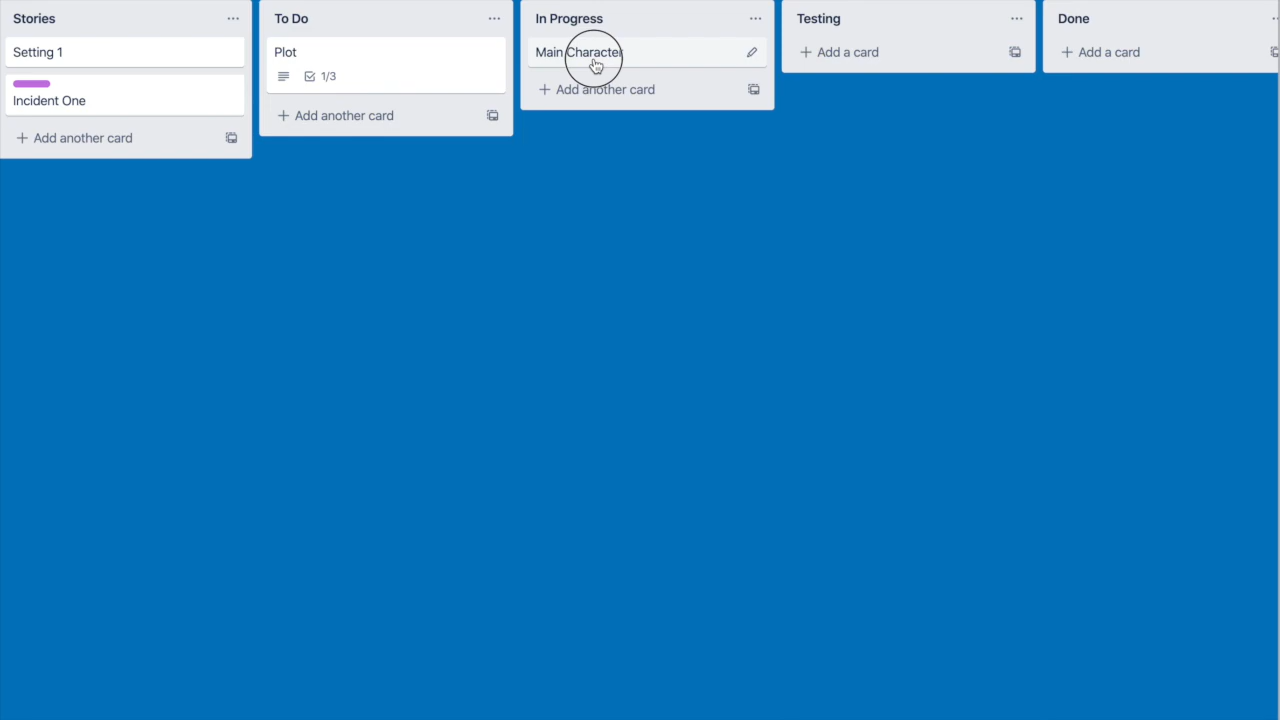 Stories
Setting 1
Incident One
Add another card
To Do
Plot
1/3
Add another card
In Progress
Main Character
Add another card
Testing
Add a card
Done
Add a card